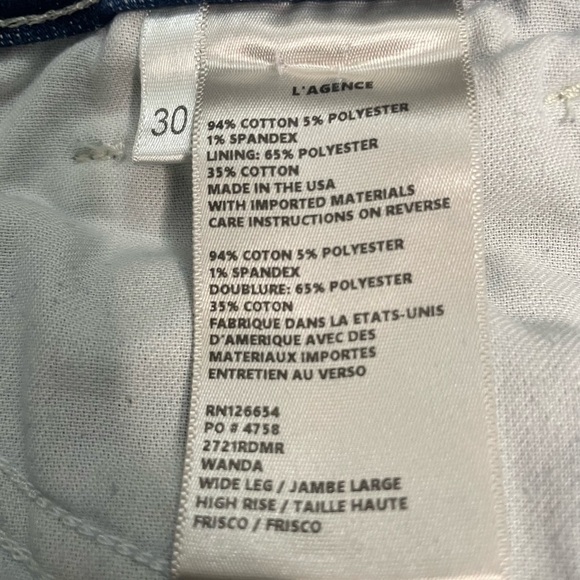 30
L'AGENCE
94% COTTON 5% POLYESTER
1% SPANDEX
LINING: 65% POLYESTER
35% COTTON
MADE IN THE USA
WITH IMPORTED MATERIALS
CARE INSTRUCTIONS ON REVERSE
94% COTON 5% POLYESTER
1% SPANDEX
DOUBLURE: 65% POLYESTER
35% COTON
FABRIQUE DANS LA ETATS-UNIS
D'AMERIQUE AVEC DES
MATERIAUX IMPORTES
ENTRETIEN AU VERSO
RN126654
PO # 4758
2721RDMR
WANDA
WIDE LEG / JAMBE LARGE
HIGH RISE / TAILLE HAUTE
FRISCO / FRISCO